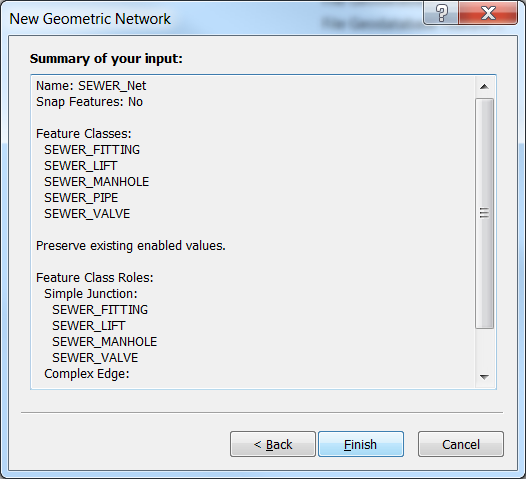 New Geometric Network
Summary of your input:
Name: SEWER_Net
Snap Features: No
Feature Classes:
SEWER_FITTING
SEWER_LIFT
SEWER_MANHOLE
SEWER_PIPE
SEWER_VALVE
Preserve existing enabled values.
Feature Class Roles:
Simple Junction:
SEWER_FITTING
SEWER_LIFT
SEWER_MANHOLE
SEWER_VALVE
Complex Edge:
< Back
Finish
Cancel